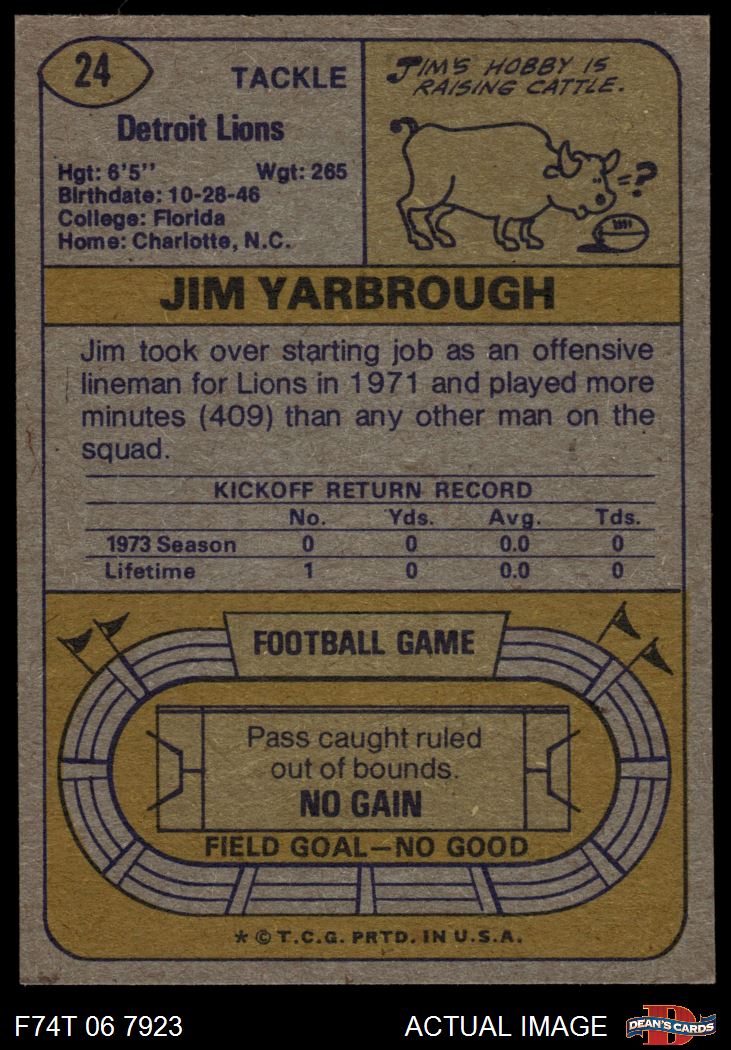 24
TACKLE
Detroit Lions
Hgt: 6'5'' Wgt: 265
Birthdate: 10-28-46
College: Florida
Home: Charlotte, N.C.
JIM'S HOBBY IS
RAISING CATTLE.
=?
JIM YARBROUGH
Jim took over starting job as an offensive
lineman for Lions in 1971 and played more
minutes (409) than any other man on the
squad.
KICKOFF RETURN RECORD
No. Yds. Avg. Tds.
1973 Season 0 0 0.0 0
Lifetime 1 0 0.0 0
FOOTBALL GAME
Pass caught ruled
out of bounds.
NO GAIN
FIELD GOAL—NO GOOD
* © T.C.G. PRTD. IN U.S.A.
F74T 06 7923
ACTUAL IMAGE
D
DEAN'S CARDS